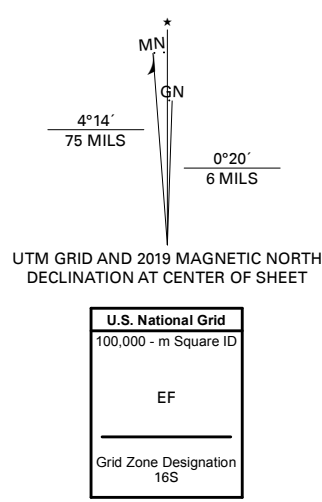 MN
GN
4°14´
75 MILS
0°20´
6 MILS
UTM GRID AND 2019 MAGNETIC NORTH
DECLINATION AT CENTER OF SHEET
U.S. National Grid
100,000 - m Square ID
EF
Grid Zone Designation
16S